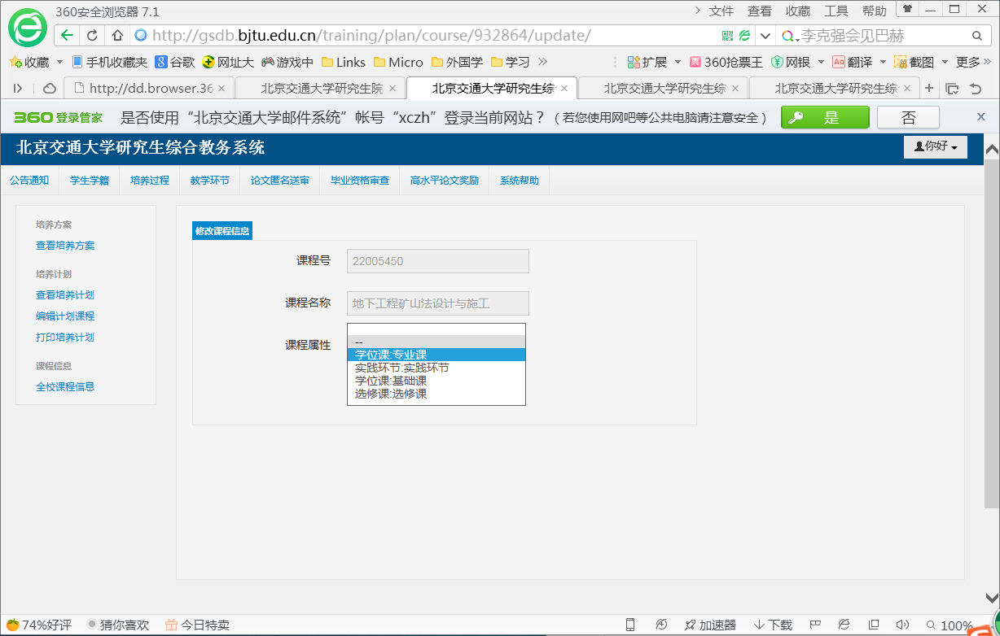 360安全浏览器 7.1
文件 查看 收藏 工具 帮助
http://gsdb.bjtu.edu.cn/training/plan/course/932864/update/ 李克强会见巴赫
收藏 手机收藏夹 谷歌 网址大 游戏中 Links Micro 外国学 学习 扩展 360抢票王 网银 翻译 截图 更多
http://dd.browser.36 北京交通大学研究生院 北京交通大学研究生综 北京交通大学研究生综 北京交通大学研究生综
360登录管家 是否使用“北京交通大学邮件系统”帐号“xczh”登录当前网站？（若您使用网吧等公共电脑请注意安全） 是 否
北京交通大学研究生综合教务系统 你好
公告通知 学生学籍 培养过程 教学环节 论文匿名送审 毕业资格审查 高水平论文奖励 系统帮助
培养方案
查看培养方案
培养计划
查看培养计划
编辑计划课程
打印培养计划
课程信息
全校课程信息
修改课程信息
课程号 22005450
课程名称 地下工程矿山法设计与施工
课程属性
--
学位课:专业课
实践环节:实践环节
学位课:基础课
选修课:选修课
74%好评 猜你喜欢 今日特卖 加速器 下载 100%